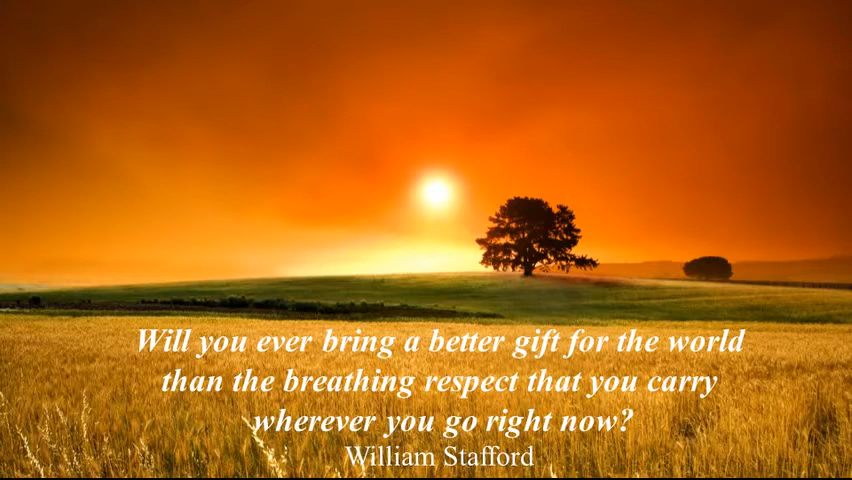 Will you ever bring a better gift for the world
than the breathing respect that you carry
wherever you go right now?
William Stafford